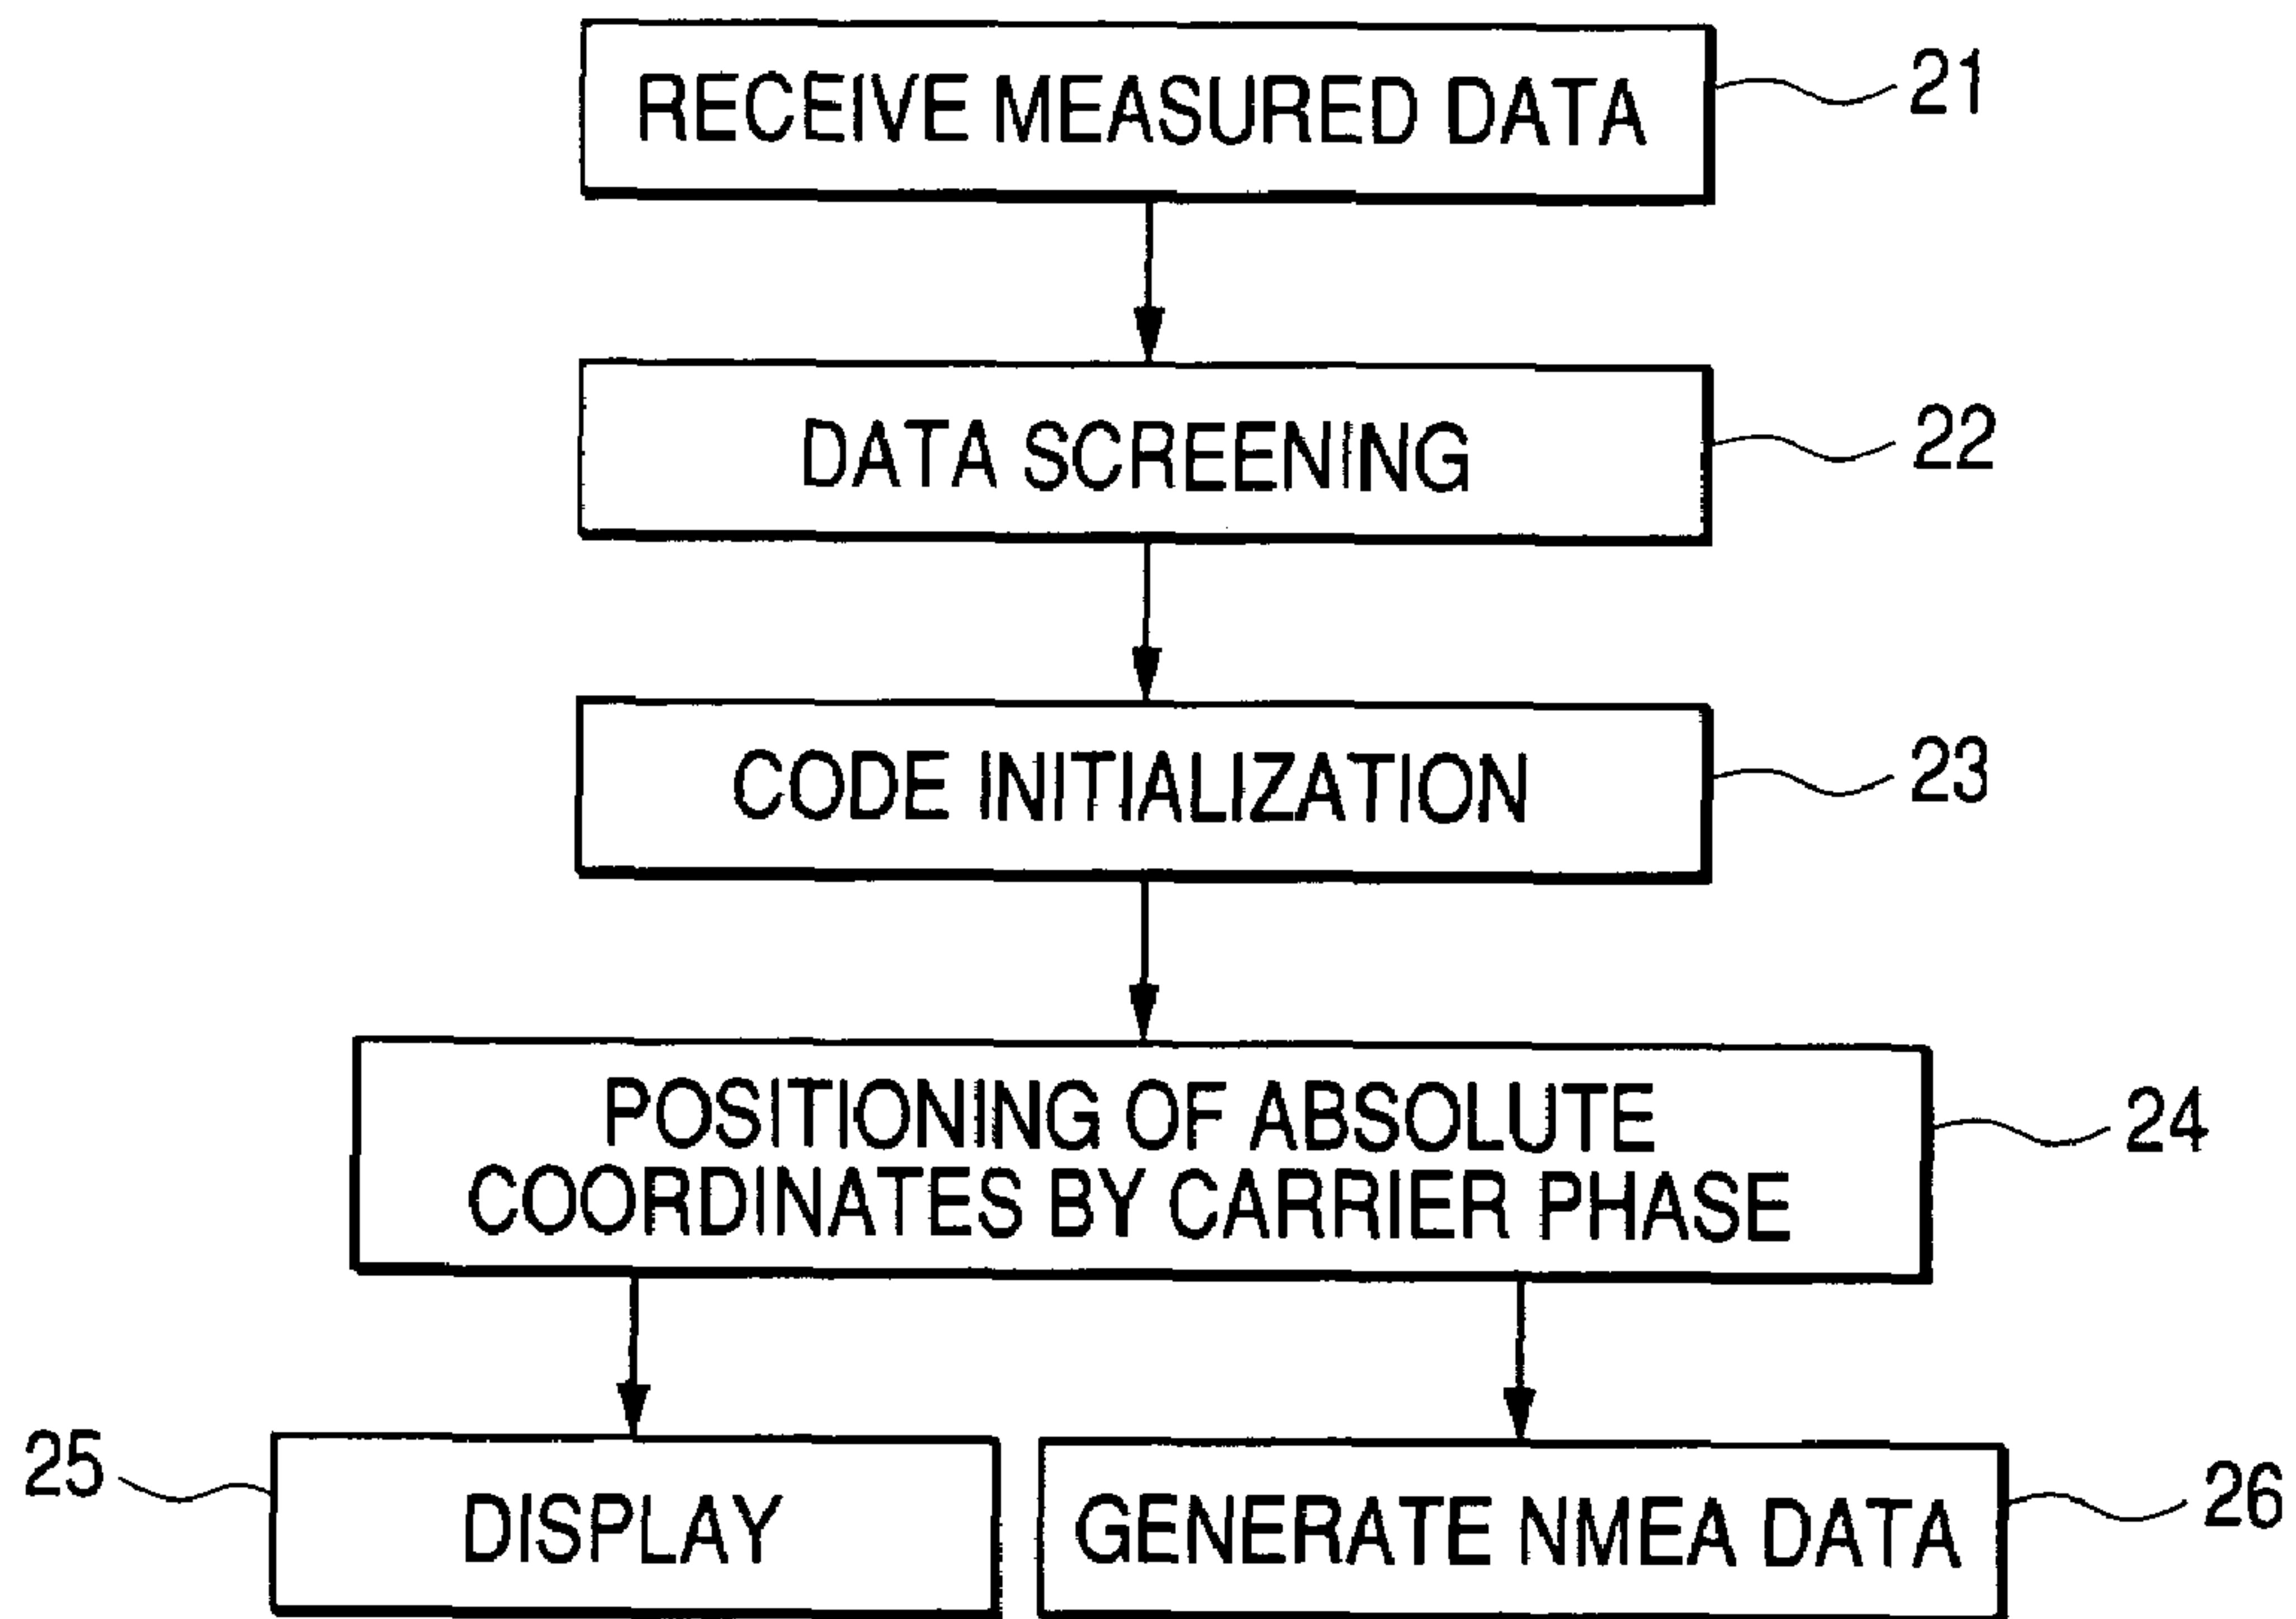 RECEIVE MEASURED DATA
21
DATA SCREENING
22
CODE INITIALIZATION
23
POSITIONING OF ABSOLUTE
COORDINATES BY CARRIER PHASE
24
25
DISPLAY
GENERATE NMEA DATA
26